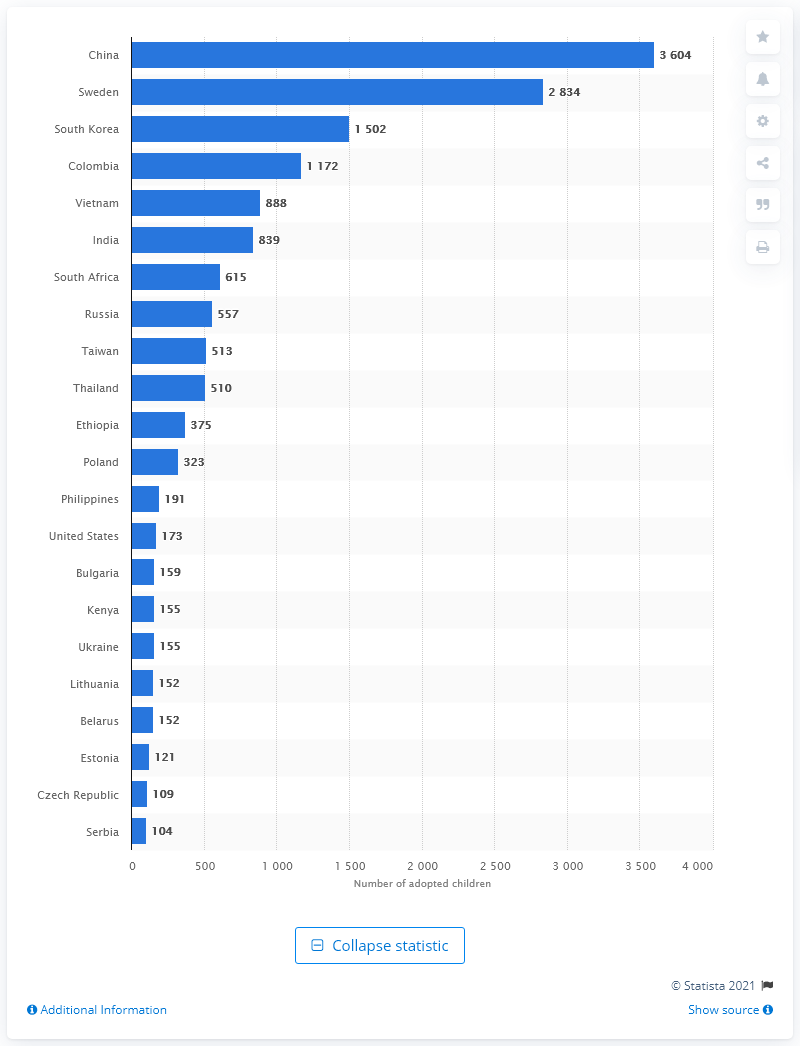 China 3 604
Sweden 2 834
South Korea 1 502
Colombia 1 172
Vietnam 888
India 839
South Africa 615
Russia 557
Taiwan 513
Thailand 510
Ethiopia 375
Poland 323
Philippines 191
United States 173
Bulgaria 159
Kenya 155
Ukraine 155
Lithuania 152
Belarus 152
Estonia 121
Czech Republic 109
Serbia 104
0 500 1 000 1 500 2 000 2 500 3 000 3 500 4 000
Number of adopted children
Collapse statistic
© Statista 2021
Additional Information Show source